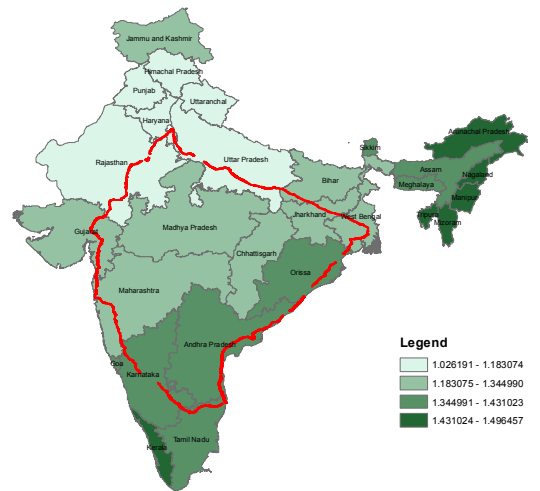 Jammu and Kashmir
Himachal Pradesh
Punjab
Uttaranchal
Haryana
Rajasthan
Uttar Pradesh
Sikkim
Arunachal Pradesh
Assam
Nagaland
Meghalaya
Manipur
Tripura
Mizoram
Bihar
Jharkhand
West Bengal
Gujarat
Madhya Pradesh
Chhattisgarh
Orissa
Maharashtra
Andhra Pradesh
Goa
Karnataka
Kerala
Tamil Nadu
Legend
1.026191 - 1.183074
1.183075 - 1.344990
1.344991 - 1.431023
1.431024 - 1.496457